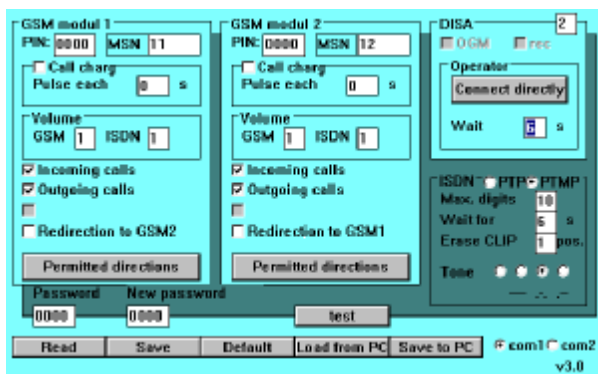 GSM modul 1
PIN: 0000 MSN 11
Call charg
Pulse each 0 s
Volume
GSM 1 ISDN 1
Incoming calls
Outgoing calls
Redirection to GSM2
Permitted directions
GSM modul 2
PIN: 0000 MSN 12
Call charg
Pulse each 0 s
Volume
GSM 1 ISDN 1
Incoming calls
Outgoing calls
Redirection to GSM1
Permitted directions
DISA 2
OGM rec
Operator
Connect directly
Wait 6 s
ISDN PTP PTMP
Max. digits 10
Wait for 6 s
Erase CLIP 1 pos.
Tone
Password New password
0000 0000 test
Read Save Default Load from PC Save to PC com1 com2
v3.0